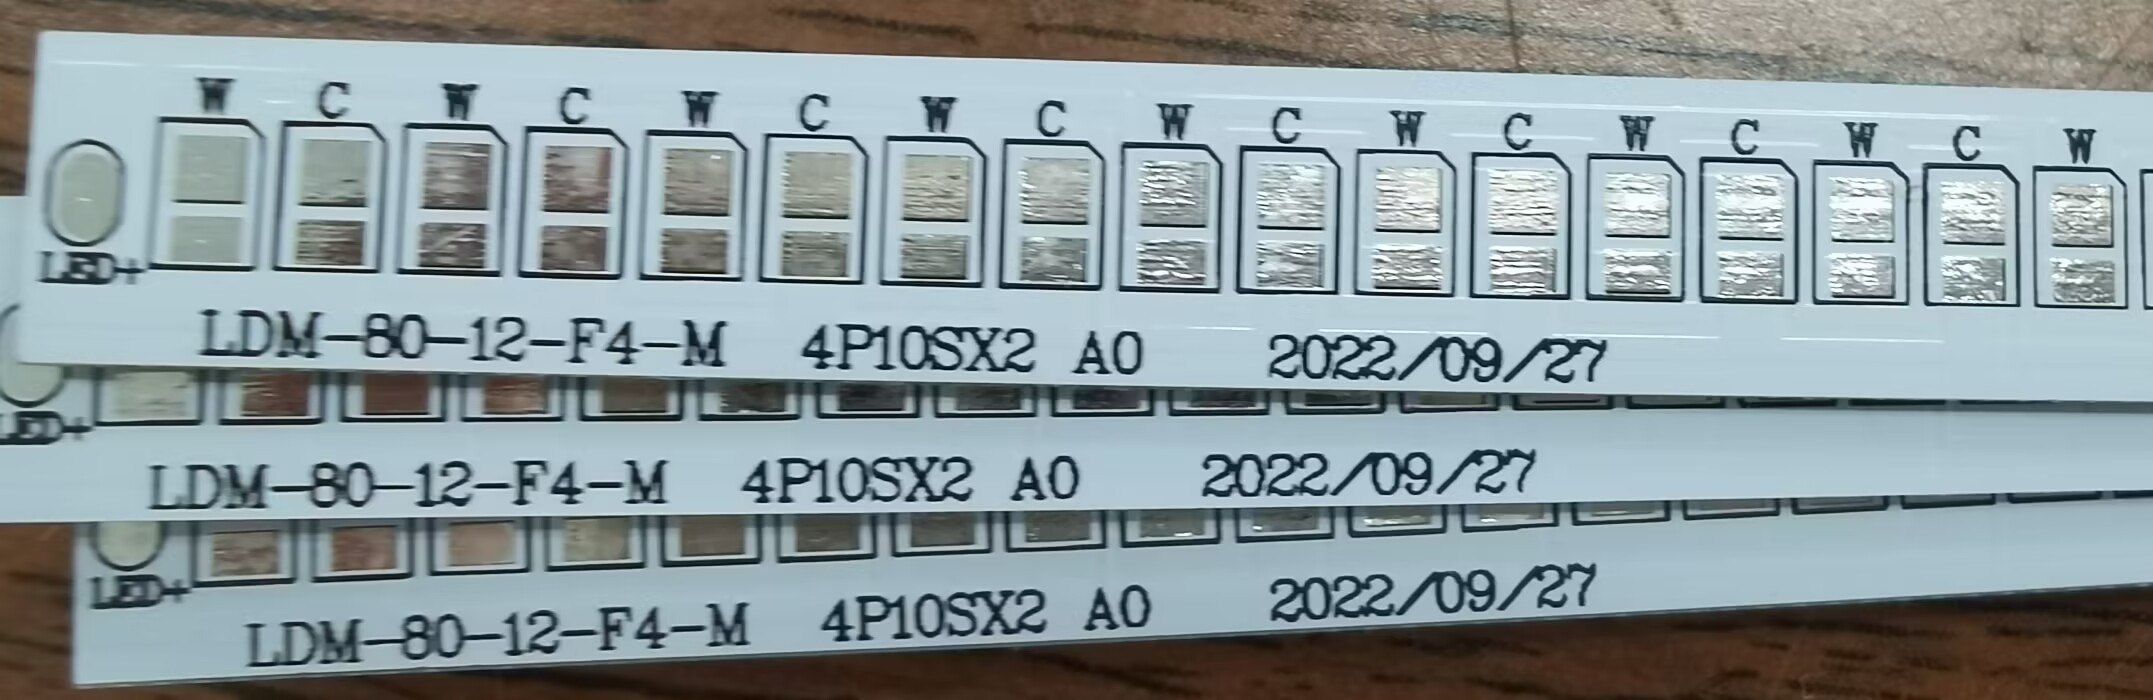 W C W C W C W C W C W C W C W C W
LED+
LDM-80-12-F4-M 4P10SX2 A0 2022/09/27
LED+
LDM-80-12-F4-M 4P10SX2 A0 2022/09/27
LED+
LDM-80-12-F4-M 4P10SX2 A0 2022/09/27